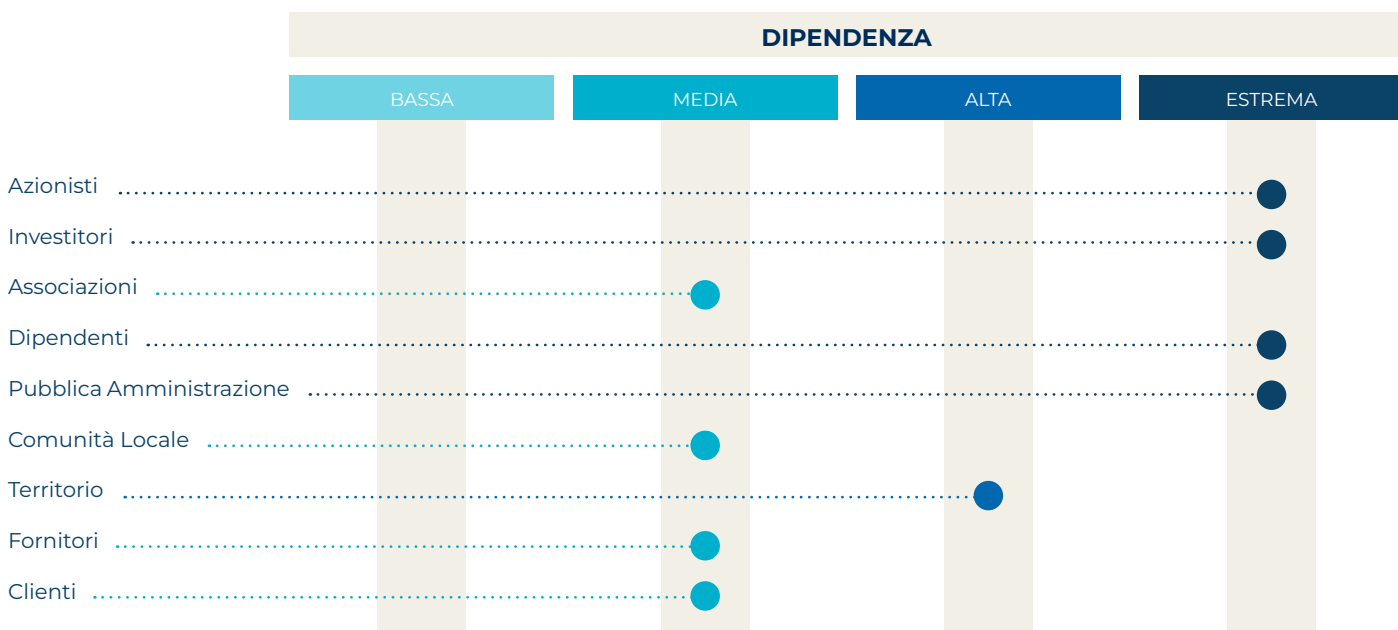 DIPENDENZA
BASSA MEDIA ALTA ESTREMA
Azionisti
Investitori
Associazioni
Dipendenti
Pubblica Amministrazione
Comunità Locale
Territorio
Fornitori
Clienti